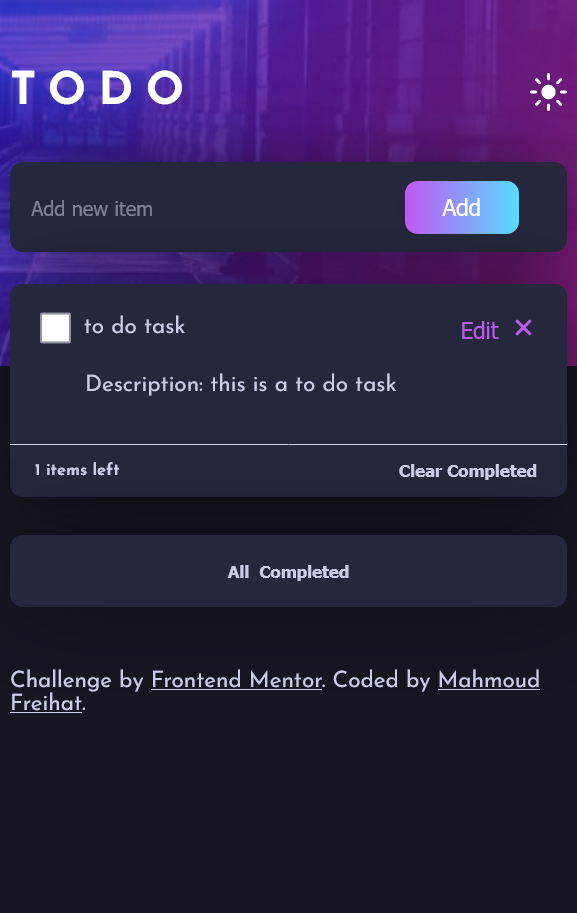 TODO
Add new item
Add
to do task
Edit
Description: this is a to do task
1 items left
Clear Completed
All Completed
Challenge by Frontend Mentor. Coded by Mahmoud
Freihat.